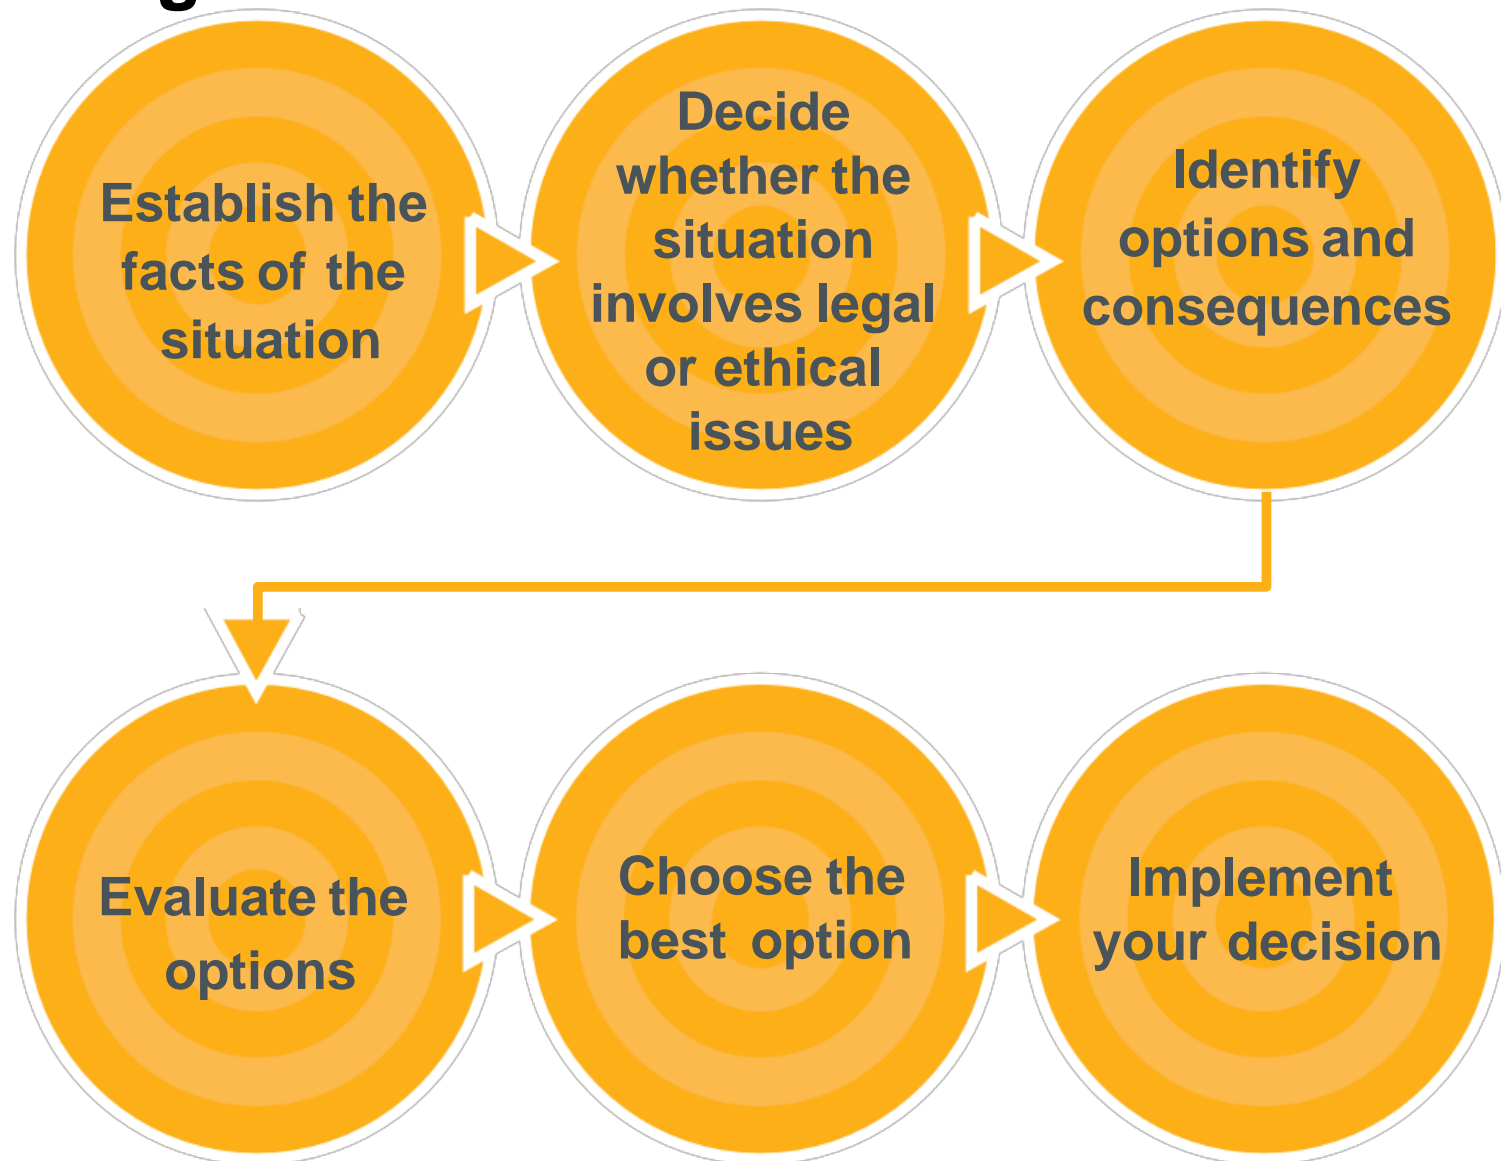 Establish the
facts of the
situation
Decide
whether the
situation
involves legal
or ethical
issues
Identify
options and
consequences
Evaluate the
options
Choose the
best option
Implement
your decision